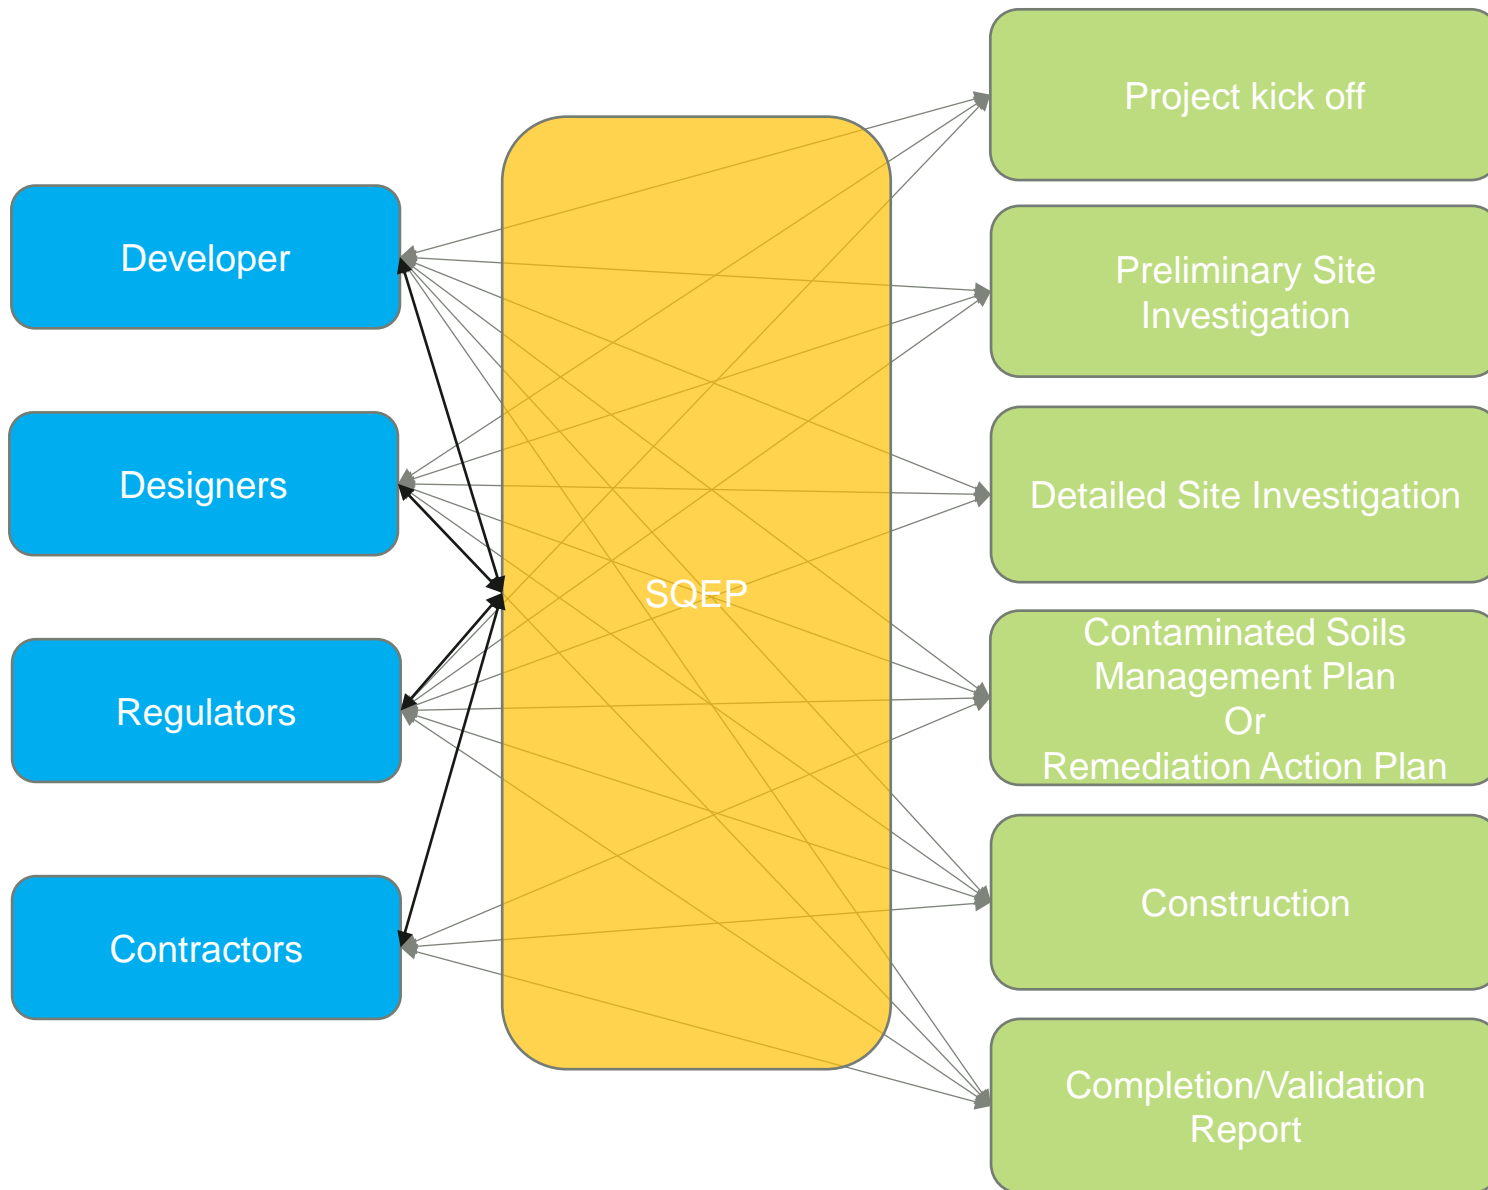 Developer
Designers
Regulators
Contractors
SQEP
Project kick off
Preliminary Site
Investigation
Detailed Site Investigation
Contaminated Soils
Management Plan
Or
Remediation Action Plan
Construction
Completion/Validation
Report